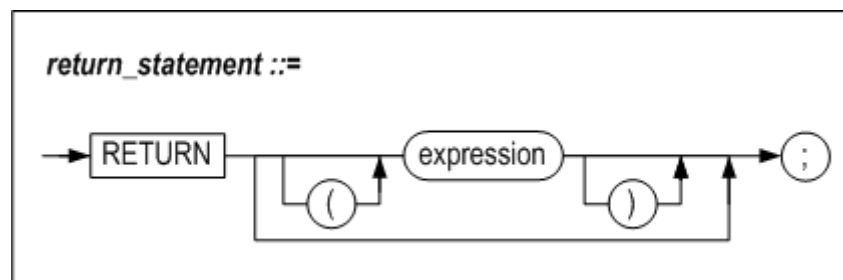 return_statement ::=
RETURN expression ;
( )